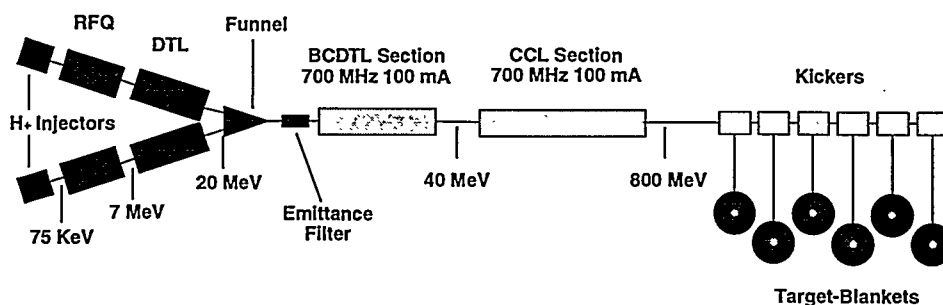 RFQ
DTL
Funnel
BCDTL Section
700 MHz 100 mA
CCL Section
700 MHz 100 mA
Kickers
H+ Injectors
75 KeV
7 MeV
20 MeV
Emittance
Filter
40 MeV
800 MeV
Target-Blankets